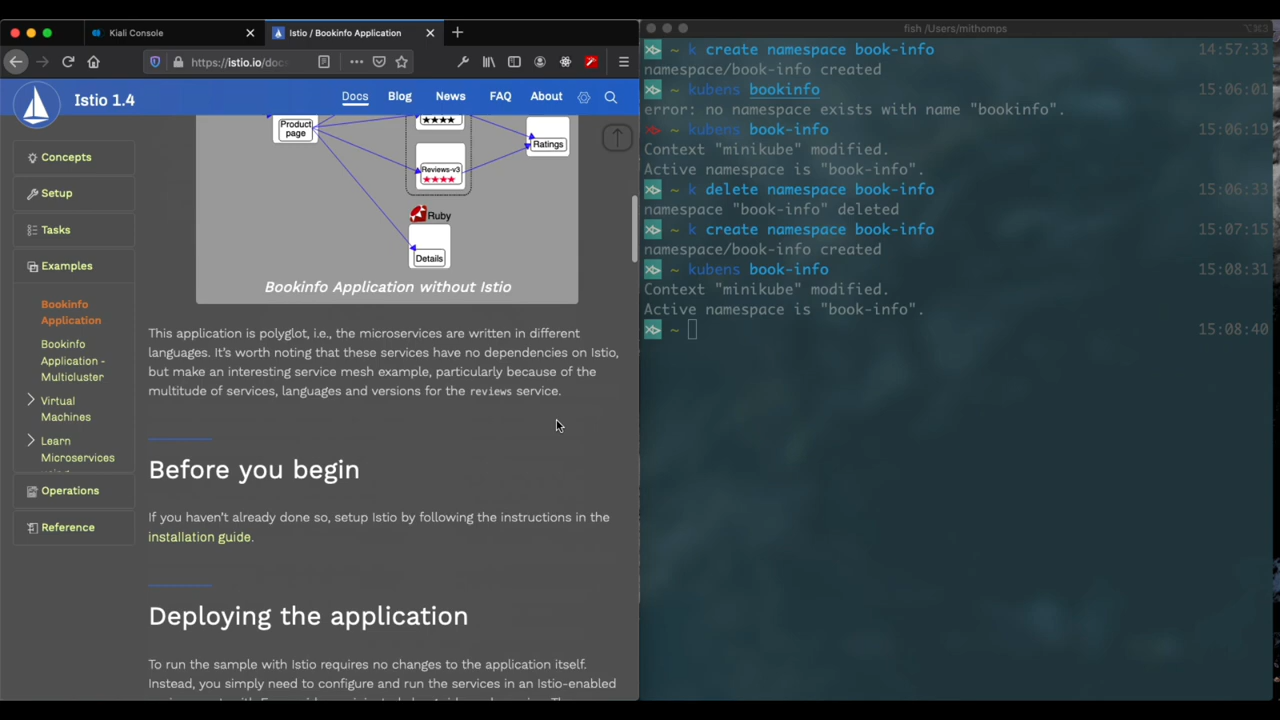 Kiali Console
Istio / Bookinfo Application
https://istio.io/doc
Istio 1.4
Docs
Blog
News
FAQ
About
Concepts
Setup
Tasks
Examples
Bookinfo
Application
Bookinfo
Application -
Multicluster
Virtual
Machines
Learn
Microservices
Operations
Reference
Product
page
Reviews-v3
Ratings
Ruby
Details
Bookinfo Application without Istio
This application is polyglot, i.e., the microservices are written in different
languages. It's worth noting that these services have no dependencies on Istio,
but make an interesting service mesh example, particularly because of the
multitude of services, languages and versions for the reviews service.
Before you begin
If you haven't already done so, setup Istio by following the instructions in the
installation guide.
Deploying the application
To run the sample with Istio requires no changes to the application itself.
Instead, you simply need to configure and run the services in an Istio-enabled
fish /Users/mithomps
⌥⌘3
~ k create namespace book-info 14:57:33
namespace/book-info created
~ kubens bookinfo 15:06:01
error: no namespace exists with name "bookinfo".
~ kubens book-info 15:06:19
Context "minikube" modified.
Active namespace is "book-info".
~ k delete namespace book-info 15:06:33
namespace "book-info" deleted
~ k create namespace book-info 15:07:15
namespace/book-info created
~ kubens book-info 15:08:31
Context "minikube" modified.
Active namespace is "book-info".
~ 15:08:40